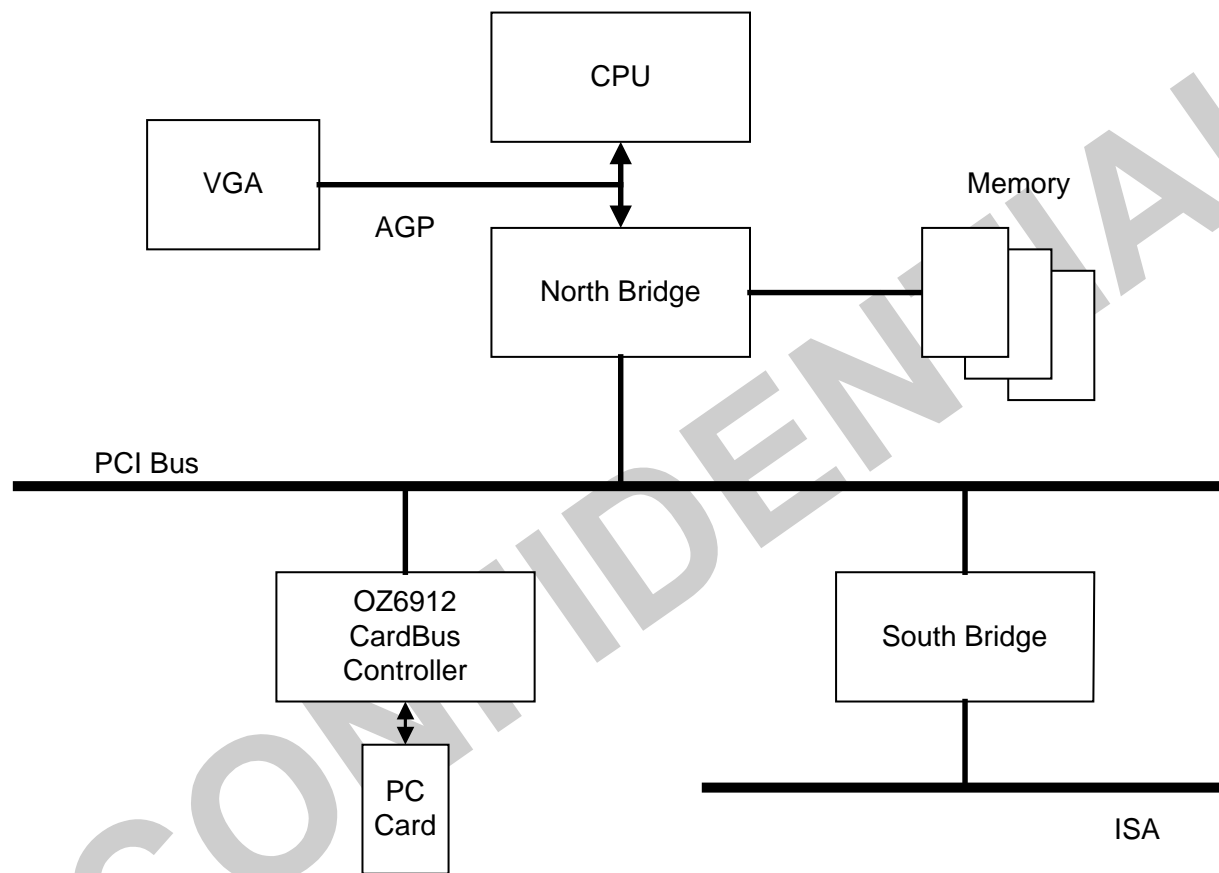 CPU
VGA
Memory
AGP
North Bridge
PCI Bus
OZ6912
CardBus
Controller
South Bridge
PC
Card
ISA
CONFIDENTIAL